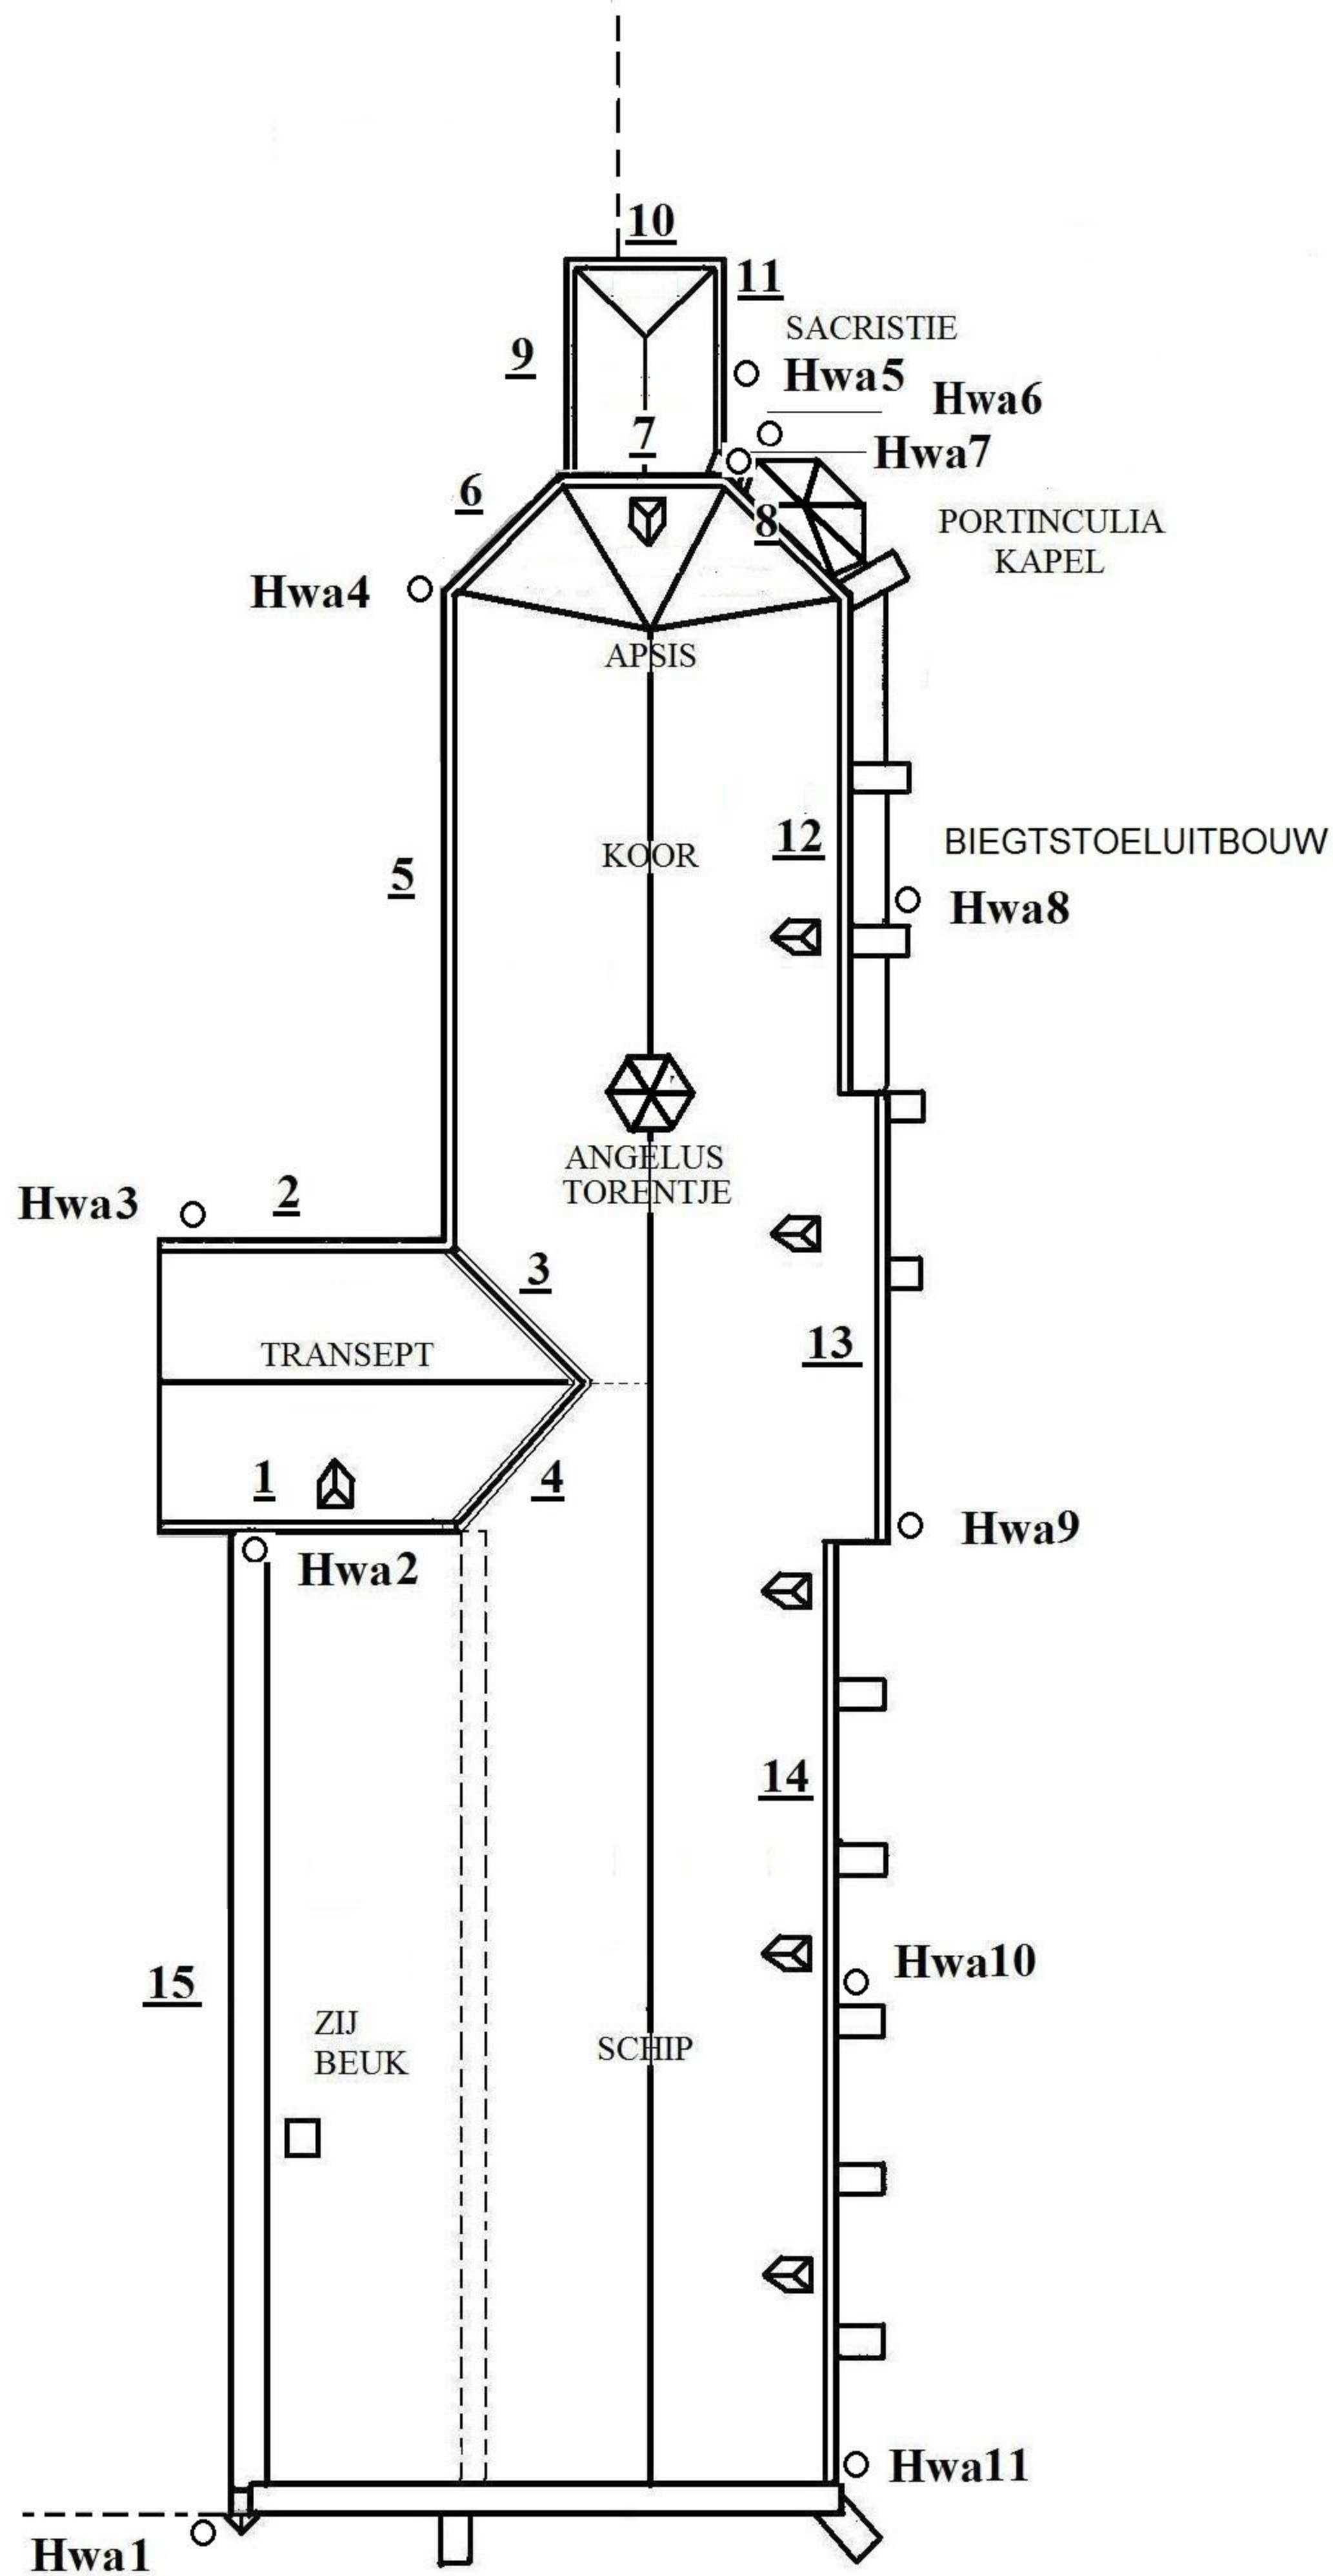 10
11
SACRISTIE
9
Hwa5
Hwa6
7
Hwa7
6
8
PORTINCULIA
KAPEL
Hwa4
APSIS
12
BIEGTSTOELUITBOUW
KOOR
5
Hwa8
ANGELUS
TORENTJE
Hwa3
2
3
13
TRANSEPT
1
4
Hwa9
Hwa2
14
Hwa10
15
ZIJ
BEUK
SCHIP
Hwa11
Hwa1